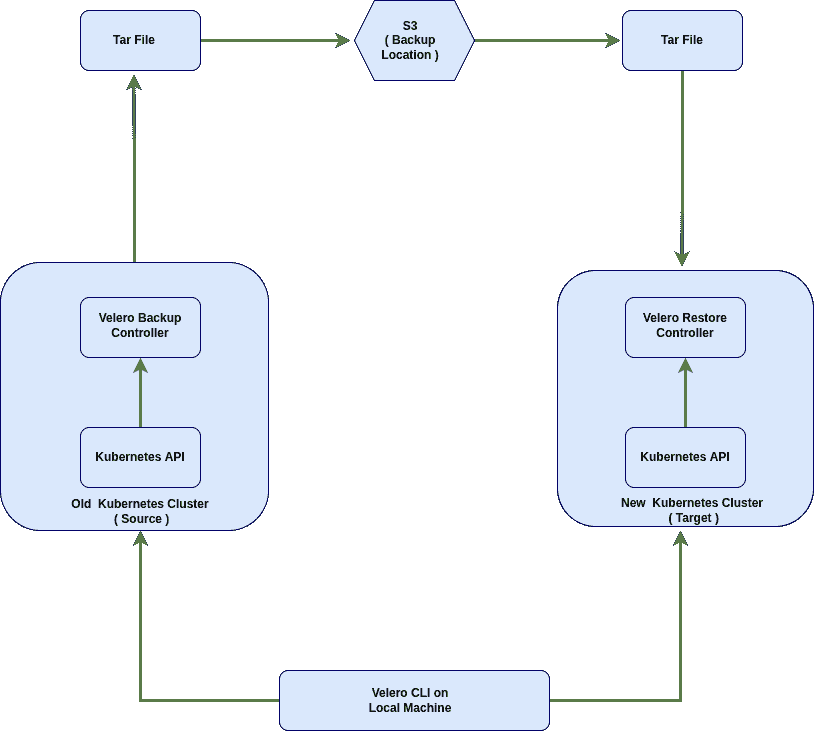 Tar File
S3
( Backup
Location )
Tar File
Velero Backup
Controller
Kubernetes API
Old  Kubernetes Cluster
( Source )
Velero Restore
Controller
Kubernetes API
New  Kubernetes Cluster
( Target )
Velero CLI on
Local Machine